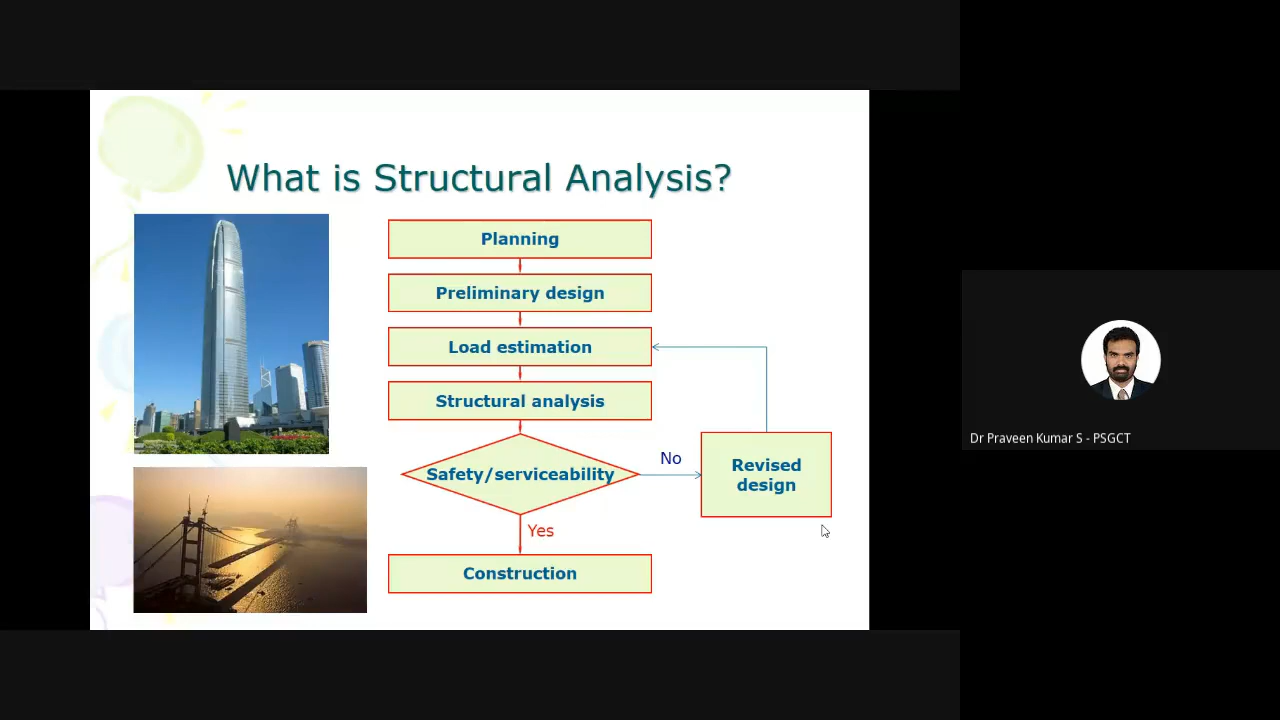 What is Structural Analysis?
Planning
Preliminary design
Load estimation
Structural analysis
Safety/serviceability
No
Revised
design
Yes
Construction
Dr Praveen Kumar S - PSGCT